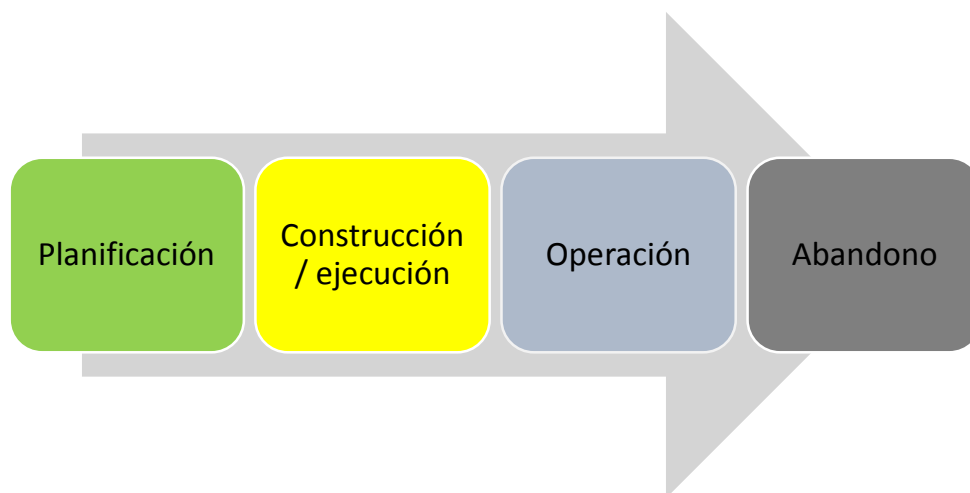 Planificación
Construcción
/ ejecución
Operación
Abandono